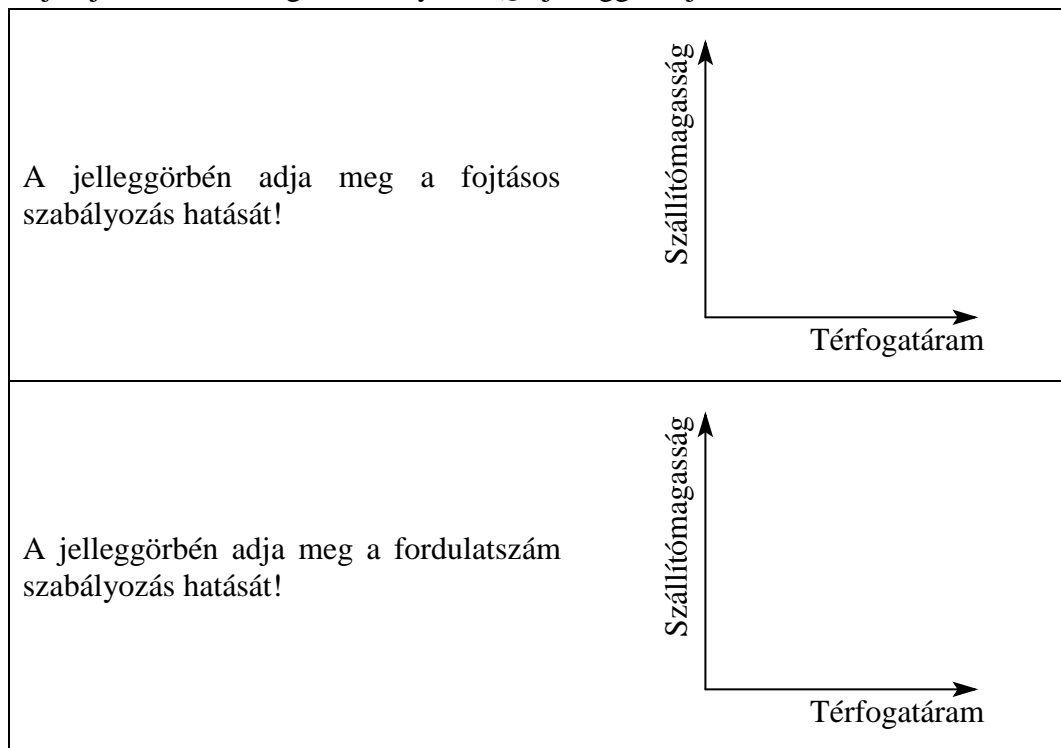 A jelleggörbén adja meg a fojtásos
szabályozás hatását!
Szállítómagasság
Térfogatáram
A jelleggörbén adja meg a fordulatszám
szabályozás hatását!
Szállítómagasság
Térfogatáram